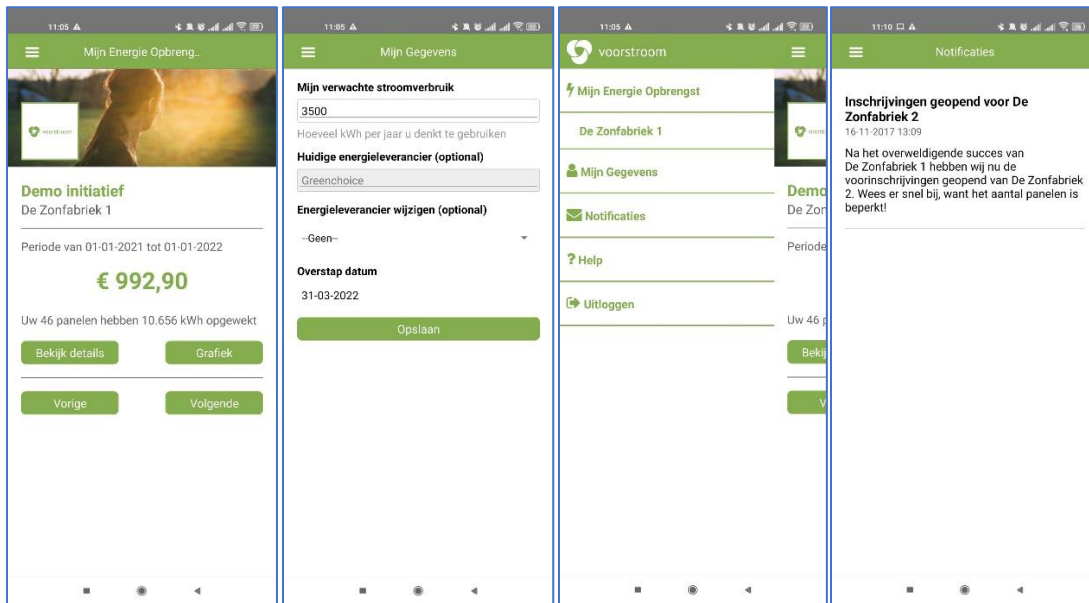 11:05
Mijn Energie Opbreng...
voorstroom
Demo initiatief
De Zonfabriek 1
Periode van 01-01-2021 tot 01-01-2022
€ 992,90
Uw 46 panelen hebben 10.656 kWh opgewekt
Bekijk details
Grafiek
Vorige
Volgende
11:05
Mijn Gegevens
Mijn verwachte stroomverbruik
3500
Hoeveel kWh per jaar u denkt te gebruiken
Huidige energieleverancier (optional)
Greenchoice
Energieleverancier wijzigen (optional)
--Geen--
Overstap datum
31-03-2022
Opslaan
11:05
voorstroom
Mijn Energie Opbrengst
De Zonfabriek 1
Mijn Gegevens
Notificaties
? Help
Uitloggen
Demo
De Zon
Periode
Uw 46 p
Bekij
V
11:10
Notificaties
Inschrijvingen geopend voor De
Zonfabriek 2
16-11-2017 13:09
Na het overweldigende succes van
De Zonfabriek 1 hebben wij nu de
voorinschrijvingen geopend van De Zonfabriek
2. Wees er snel bij, want het aantal panelen is
beperkt!